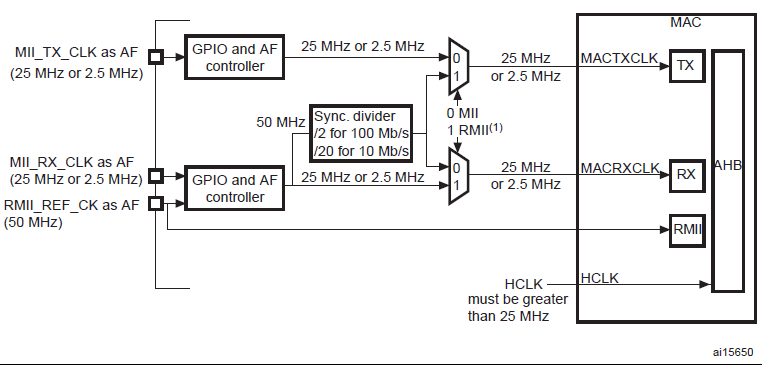 MAC
MII_TX_CLK as AF
(25 MHz or 2.5 MHz)
GPIO and AF
controller
25 MHz or 2.5 MHz
0
1
25 MHz
or 2.5 MHz
MACTXCLK
TX
50 MHz
Sync. divider
/2 for 100 Mb/s
/20 for 10 Mb/s
0 MII
1 RMII(1)
MII_RX_CLK as AF
(25 MHz or 2.5 MHz)
GPIO and AF
controller
25 MHz or 2.5 MHz
0
1
25 MHz
or 2.5 MHz
MACRXCLK
RX
AHB
RMII_REF_CK as AF
(50 MHz)
RMII
HCLK
must be greater
than 25 MHz
HCLK
ai15650